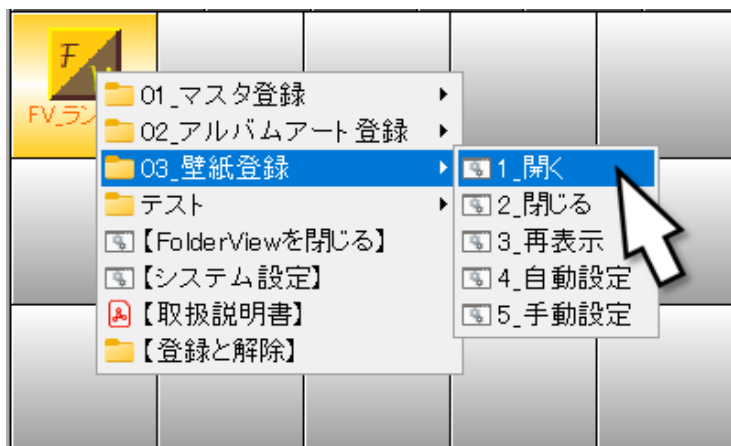 FV_ラン
01_マスタ登録
02_アルバムアート登録
03_壁紙登録
テスト
【FolderViewを閉じる】
【システム設定】
【取扱説明書】
【登録と解除】
1_開く
2_閉じる
3_再表示
4_自動設定
5_手動設定